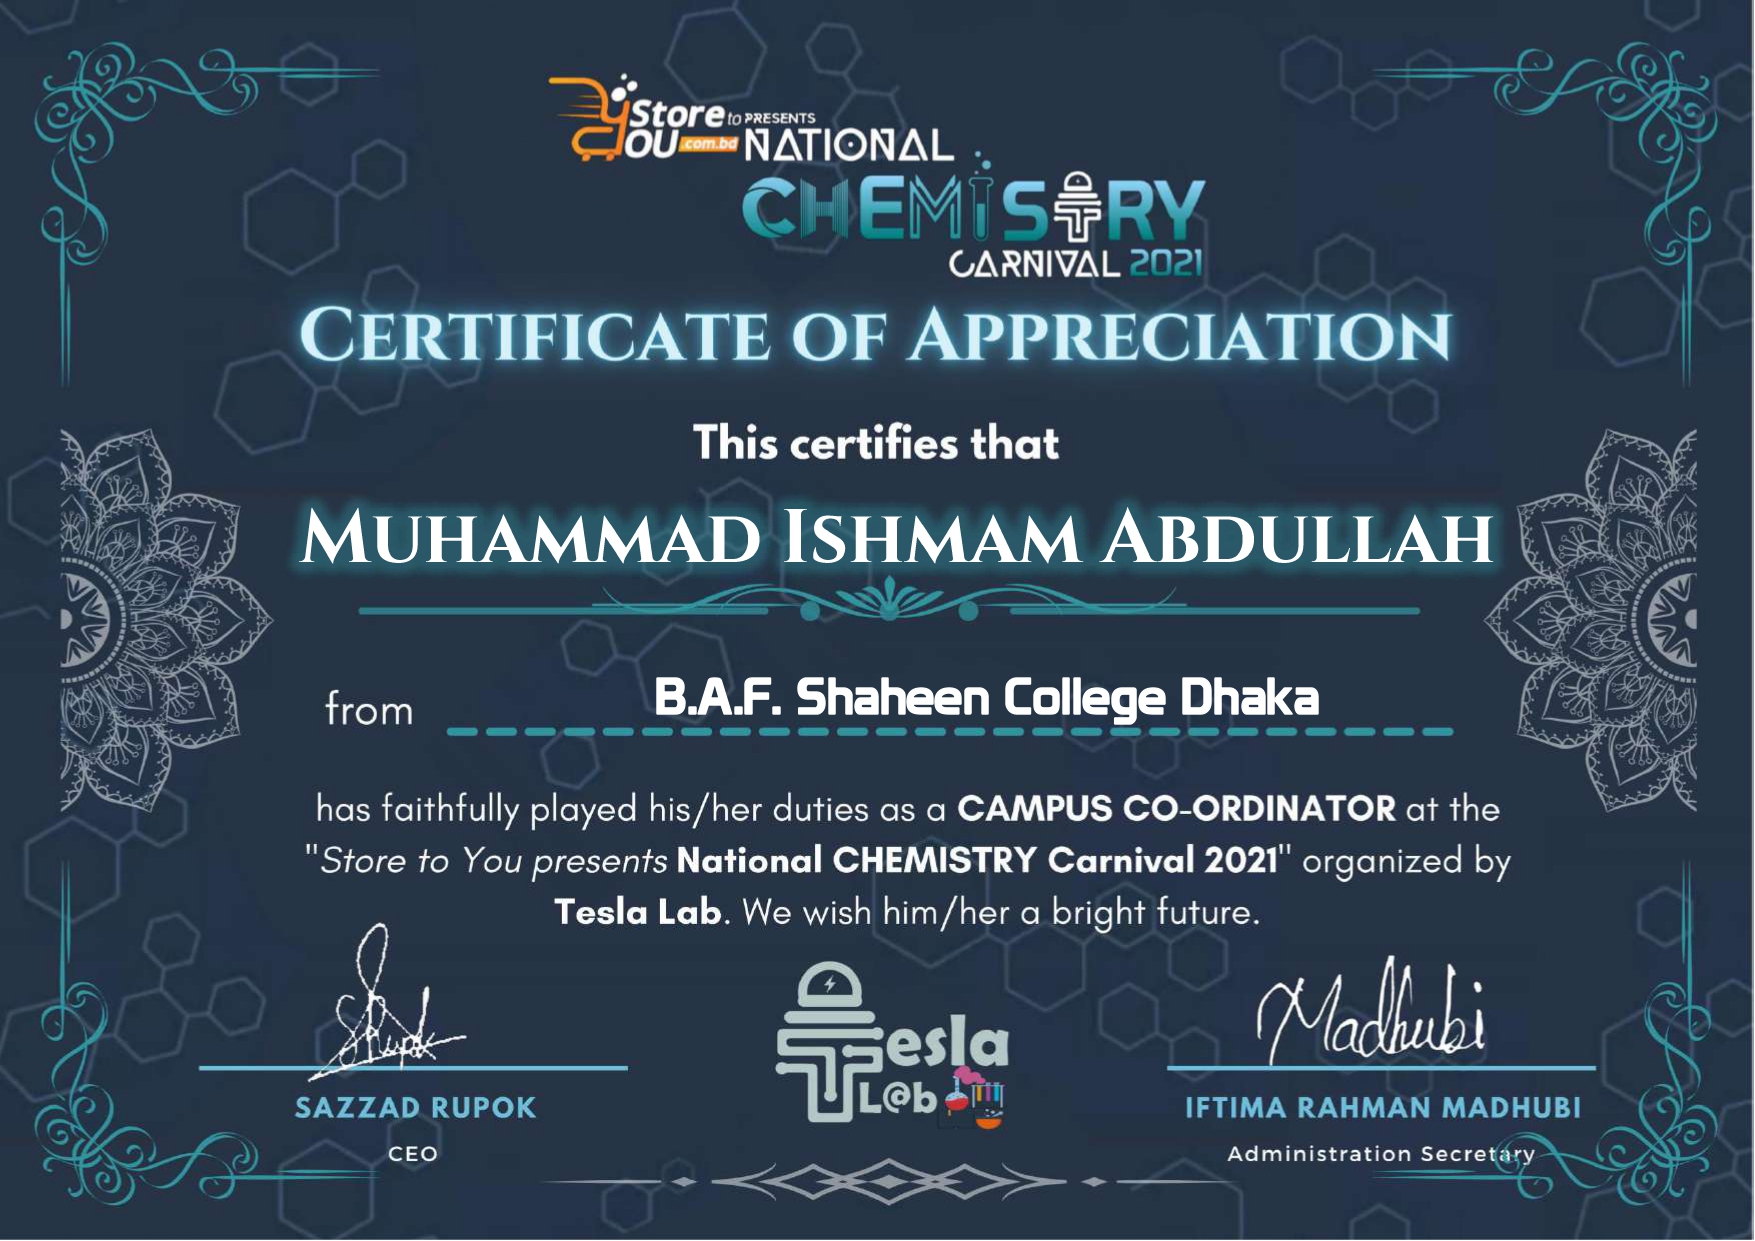 Store to PRESENTS
YOU .com.bd NATIONAL
CHEMISTRY
CARNIVAL 2021
CERTIFICATE OF APPRECIATION
This certifies that
MUHAMMAD ISHMAM ABDULLAH
from B.A.F. Shaheen College Dhaka
has faithfully played his/her duties as a CAMPUS CO-ORDINATOR at the
"Store to You presents National CHEMISTRY Carnival 2021" organized by
Tesla Lab. We wish him/her a bright future.
SRupok
Madhubi
Tesla
L@b
SAZZAD RUPOK
IFTIMA RAHMAN MADHUBI
CEO
Administration Secretary